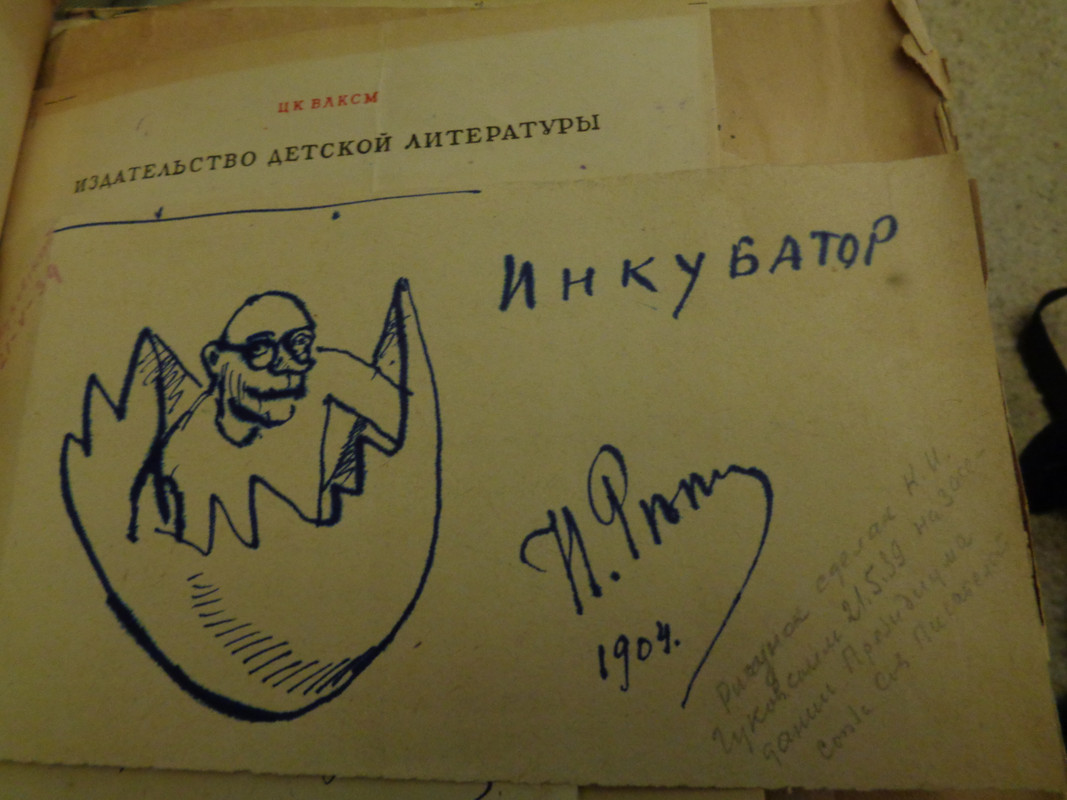 ЦК ВЛКСМ
ИЗДАТЕЛЬСТВО ДЕТСКОЙ ЛИТЕРАТУРЫ
ИНКУБАТОР
И. Репин
1904.
Рисунок сделан К.И.
Чуковским 21.5.39 на засе-
дании Президиума
Союза Сов Писателей